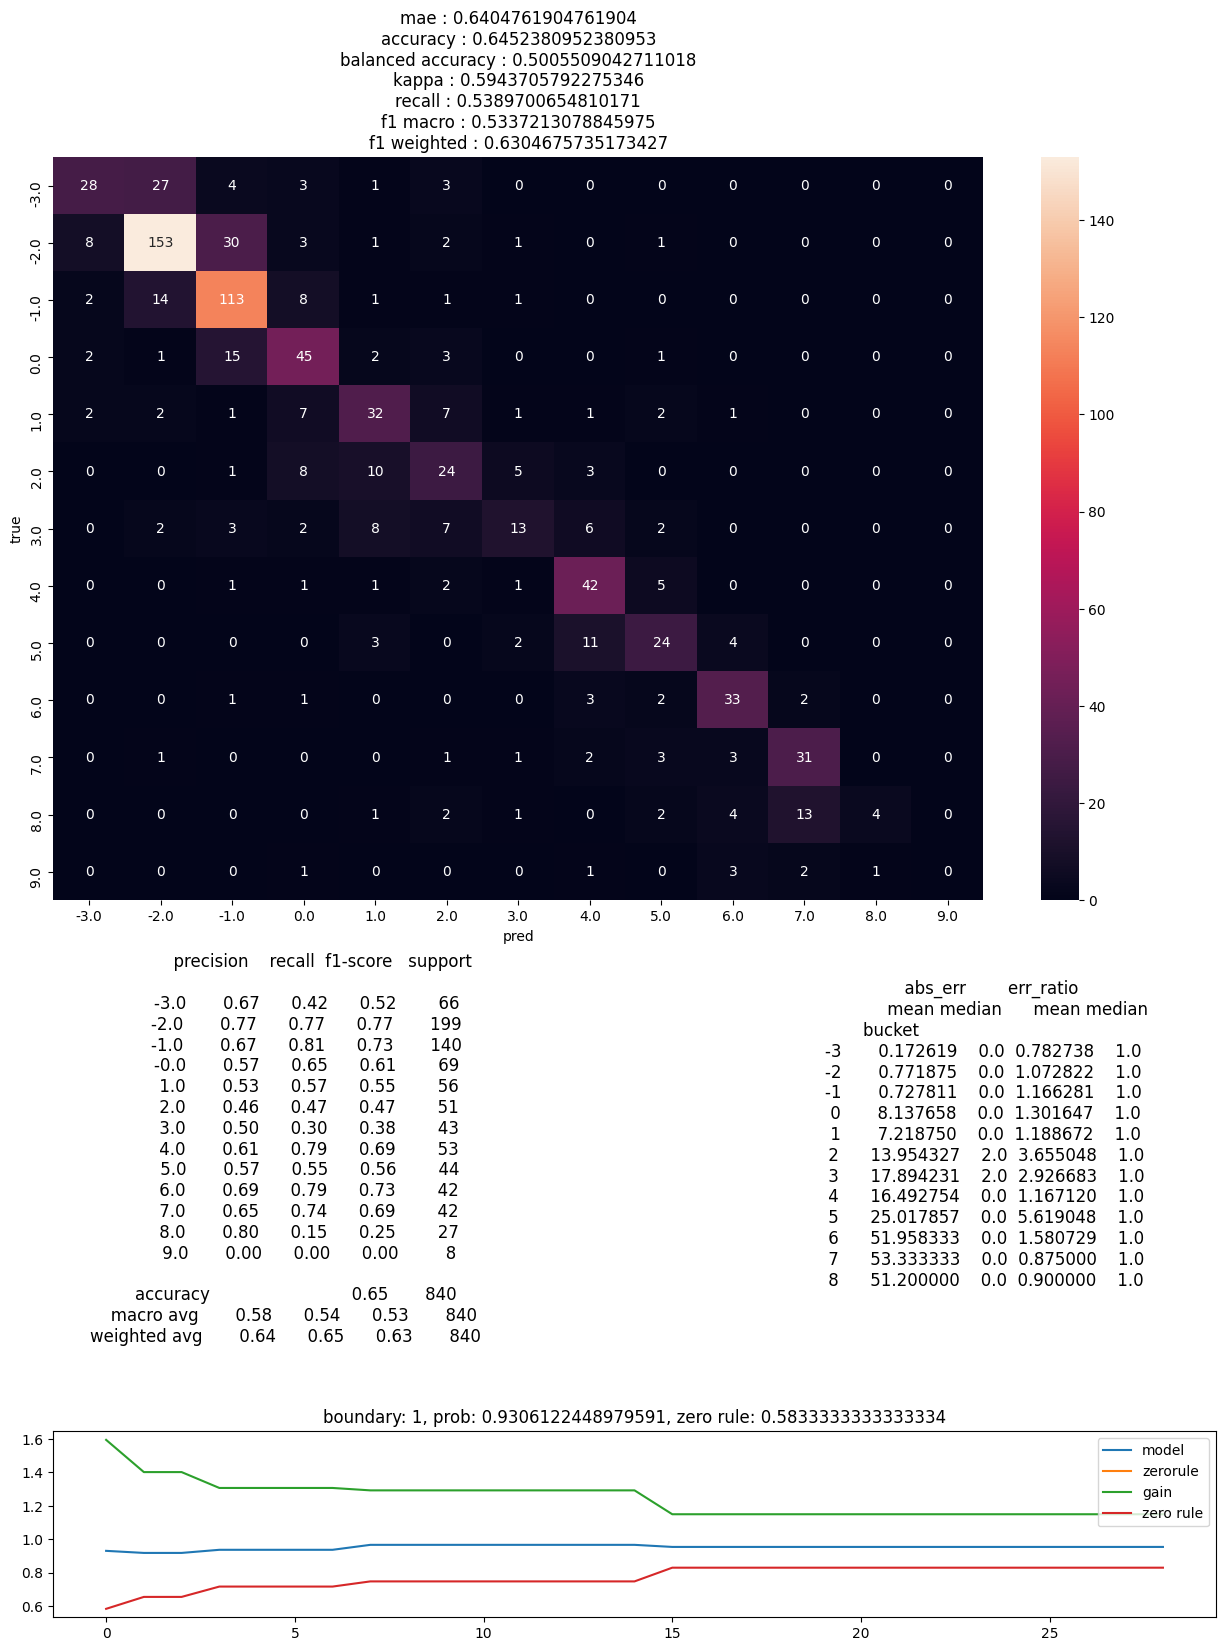 mae : 0.6404761904761904
accuracy : 0.6452380952380953
balanced accuracy : 0.5005509042711018
kappa : 0.5943705792275346
recall : 0.5389700654810171
f1 macro : 0.5337213078845975
f1 weighted : 0.6304675735173427
-3.0 28 27 4 3 1 3 0 0 0 0 0 0 0
-2.0 8 153 30 3 1 2 1 0 1 0 0 0 0
-1.0 2 14 113 8 1 1 1 0 0 0 0 0 0
0.0 2 1 15 45 2 3 0 0 1 0 0 0 0
1.0 2 2 1 7 32 7 1 1 2 1 0 0 0
2.0 0 0 1 8 10 24 5 3 0 0 0 0 0
3.0 0 2 3 2 8 7 13 6 2 0 0 0 0
4.0 0 0 1 1 1 2 1 42 5 0 0 0 0
5.0 0 0 0 0 3 0 2 11 24 4 0 0 0
6.0 0 0 1 1 0 0 0 3 2 33 2 0 0
7.0 0 1 0 0 0 1 1 2 3 3 31 0 0
8.0 0 0 0 0 1 2 1 0 2 4 13 4 0
9.0 0 0 0 1 0 0 0 1 0 3 2 1 0
true
-3.0 -2.0 -1.0 0.0 1.0 2.0 3.0 4.0 5.0 6.0 7.0 8.0 9.0
pred
140
120
100
80
60
40
20
0
precision recall f1-score support
-3.0 0.67 0.42 0.52 66
-2.0 0.77 0.77 0.77 199
-1.0 0.67 0.81 0.73 140
-0.0 0.57 0.65 0.61 69
1.0 0.53 0.57 0.55 56
2.0 0.46 0.47 0.47 51
3.0 0.50 0.30 0.38 43
4.0 0.61 0.79 0.69 53
5.0 0.57 0.55 0.56 44
6.0 0.69 0.79 0.73 42
7.0 0.65 0.74 0.69 42
8.0 0.80 0.15 0.25 27
9.0 0.00 0.00 0.00 8
accuracy 0.65 840
macro avg 0.58 0.54 0.53 840
weighted avg 0.64 0.65 0.63 840
abs_err err_ratio
mean median mean median
bucket
-3 0.172619 0.0 0.782738 1.0
-2 0.771875 0.0 1.072822 1.0
-1 0.727811 0.0 1.166281 1.0
0 8.137658 0.0 1.301647 1.0
1 7.218750 0.0 1.188672 1.0
2 13.954327 2.0 3.655048 1.0
3 17.894231 2.0 2.926683 1.0
4 16.492754 0.0 1.167120 1.0
5 25.017857 0.0 5.619048 1.0
6 51.958333 0.0 1.580729 1.0
7 53.333333 0.0 0.875000 1.0
8 51.200000 0.0 0.900000 1.0
boundary: 1, prob: 0.9306122448979591, zero rule: 0.5833333333333334
1.6
1.4
1.2
1.0
0.8
0.6
model
zerorule
gain
zero rule
0 5 10 15 20 25